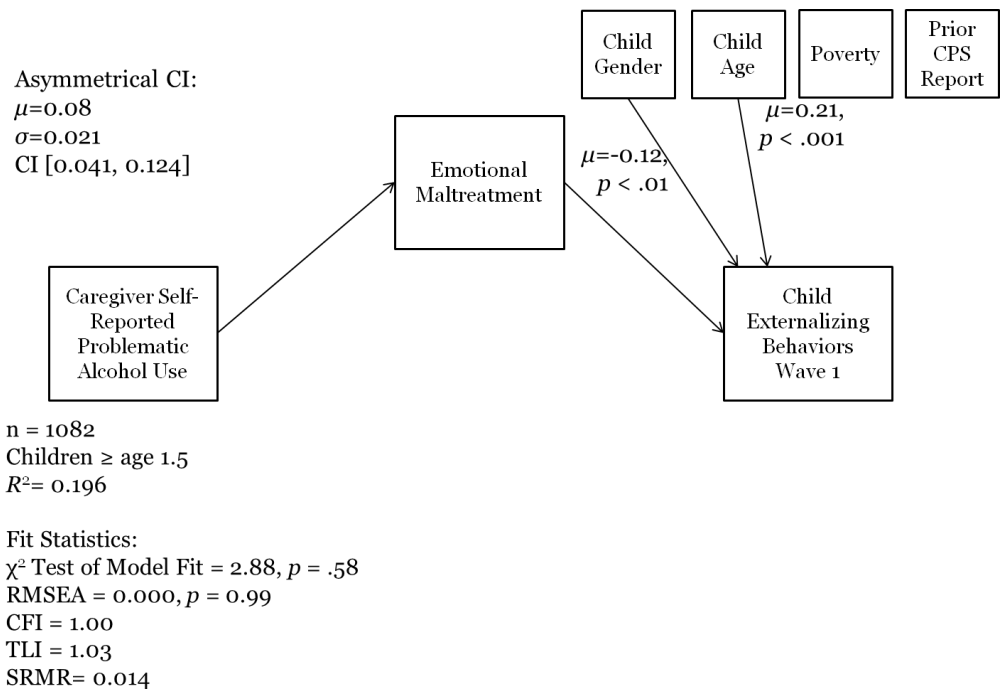 Asymmetrical CI:
μ=0.08
σ=0.021
CI [0.041, 0.124]
Child
Gender
Child
Age
Poverty
Prior
CPS
Report
μ=0.21,
p < .001
μ=-0.12,
p < .01
Emotional
Maltreatment
Caregiver Self-
Reported
Problematic
Alcohol Use
Child
Externalizing
Behaviors
Wave 1
n = 1082
Children ≥ age 1.5
R²= 0.196
Fit Statistics:
χ² Test of Model Fit = 2.88, p = .58
RMSEA = 0.000, p = 0.99
CFI = 1.00
TLI = 1.03
SRMR= 0.014